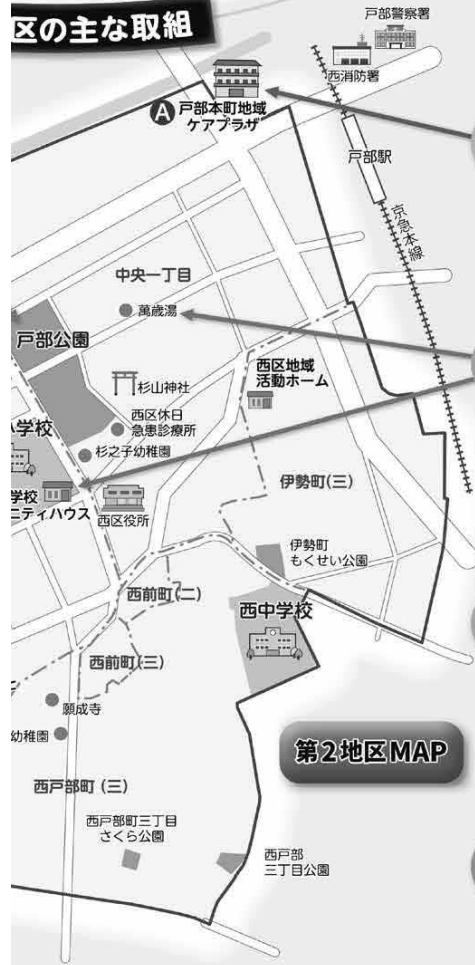 区の主な取組
戸部警察署
西消防署
A 戸部本町地域
ケアプラザ
戸部駅
京急本線
中央一丁目
萬歳湯
戸部公園
杉山神社
西区地域
活動ホーム
西区休日
急患診療所
小学校
杉之子幼稚園
伊勢町(三)
学校
ニティハウス
西区役所
伊勢町
もくせい公園
西前町(二)
西中学校
西前町(三)
願成寺
幼稚園
第2地区MAP
西戸部町(三)
西戸部町三丁目
さくら公園
西戸部
三丁目公園